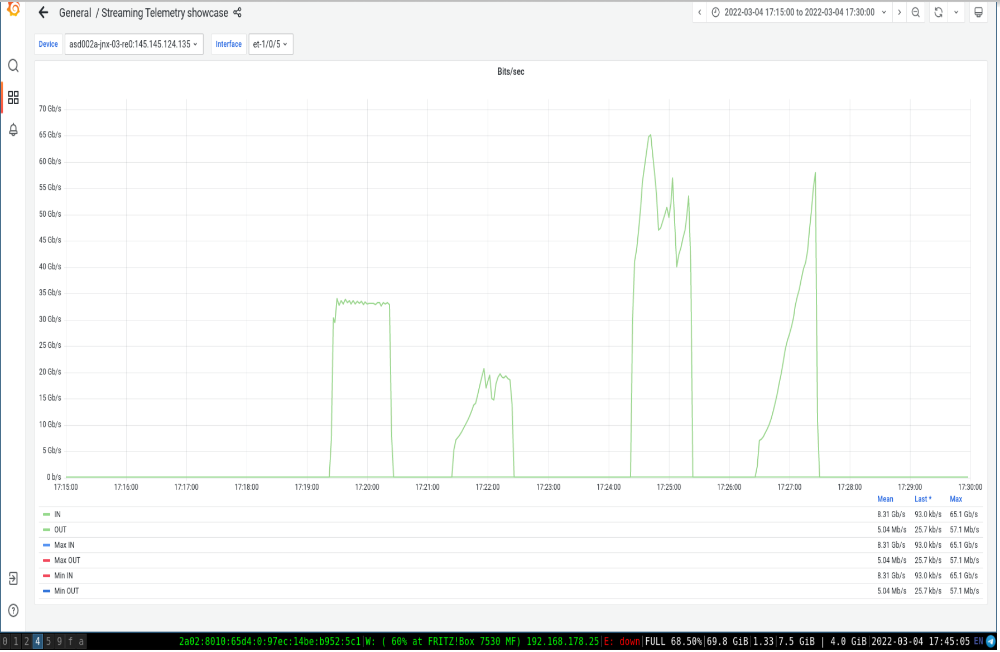 General / Streaming Telemetry showcase
2022-03-04 17:15:00 to 2022-03-04 17:30:00
Device asd002a-jnx-03-re0:145.145.124.135 Interface et-1/0/5
Bits/sec
70 Gb/s
65 Gb/s
60 Gb/s
55 Gb/s
50 Gb/s
45 Gb/s
40 Gb/s
35 Gb/s
30 Gb/s
25 Gb/s
20 Gb/s
15 Gb/s
10 Gb/s
5 Gb/s
0 b/s
17:15:00 17:16:00 17:17:00 17:18:00 17:19:00 17:20:00 17:21:00 17:22:00 17:23:00 17:24:00 17:25:00 17:26:00 17:27:00 17:28:00 17:29:00 17:30:00
Mean Last * Max
IN 8.31 Gb/s 93.0 kb/s 65.1 Gb/s
OUT 5.04 Mb/s 25.7 kb/s 57.1 Mb/s
Max IN 8.31 Gb/s 93.0 kb/s 65.1 Gb/s
Max OUT 5.04 Mb/s 25.7 kb/s 57.1 Mb/s
Min IN 8.31 Gb/s 93.0 kb/s 65.1 Gb/s
Min OUT 5.04 Mb/s 25.7 kb/s 57.1 Mb/s
0 1 2 4 5 9 f a 2a02:8010:65d4:0:97ec:14be:b952:5c1|W: ( 60% at FRITZ!Box 7530 MF) 192.168.178.25|E: down|FULL 68.50%|69.8 GiB|1.33|7.5 GiB | 4.0 GiB|2022-03-04 17:45:05 EN